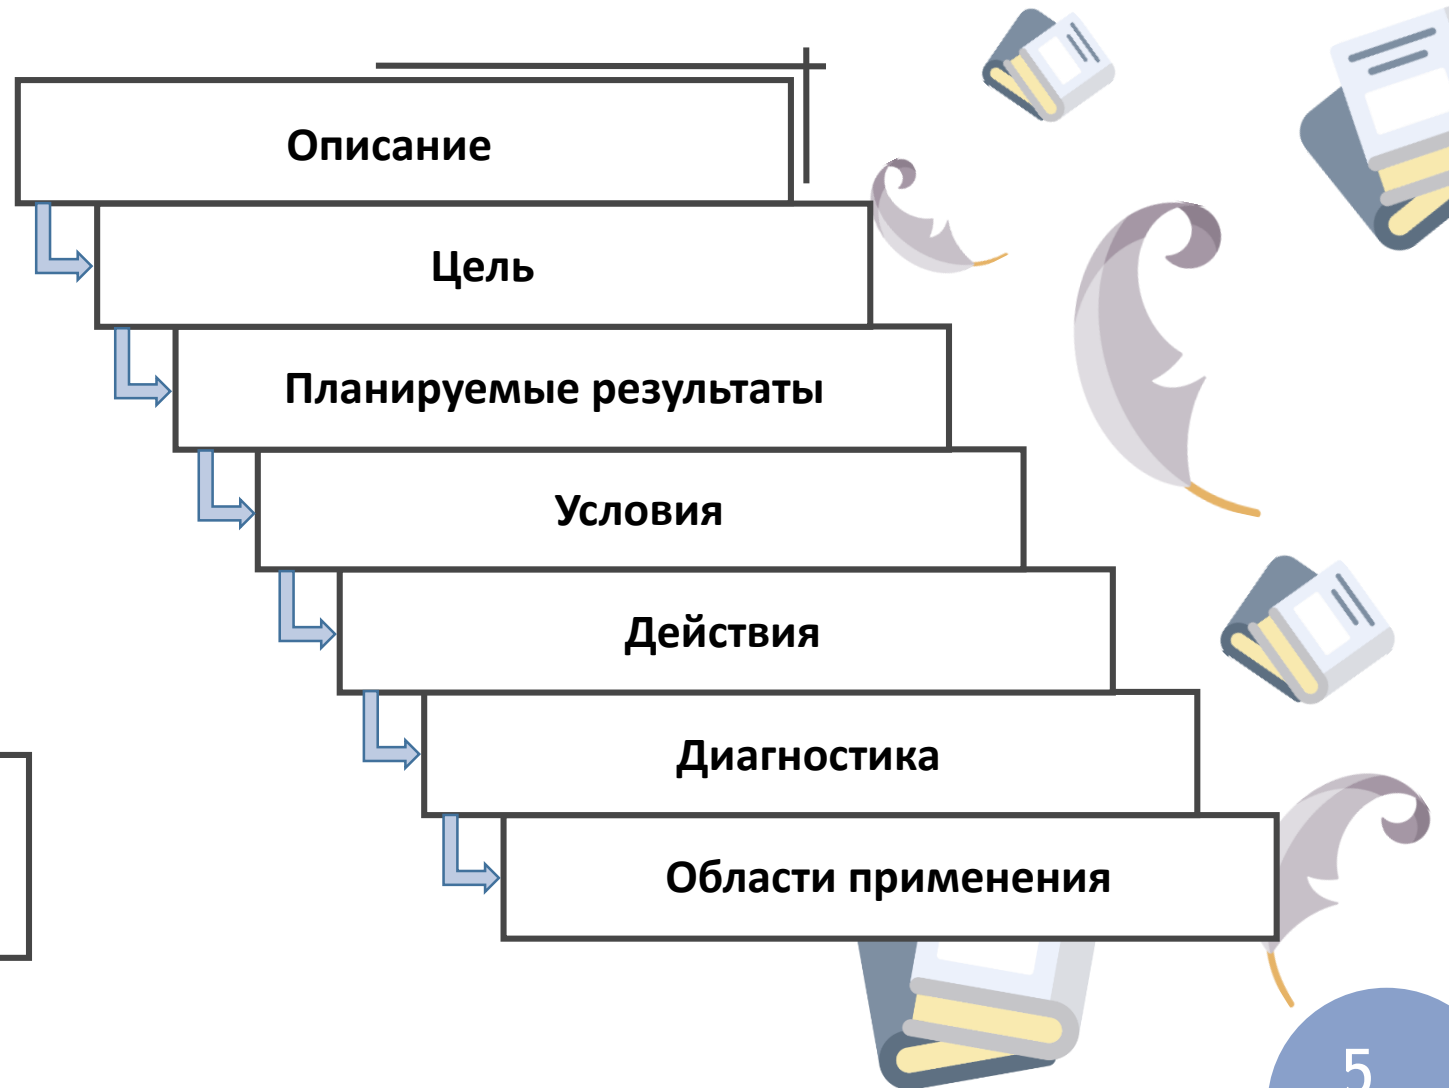 Описание
Цель
Планируемые результаты
Условия
Действия
Диагностика
Области применения
5